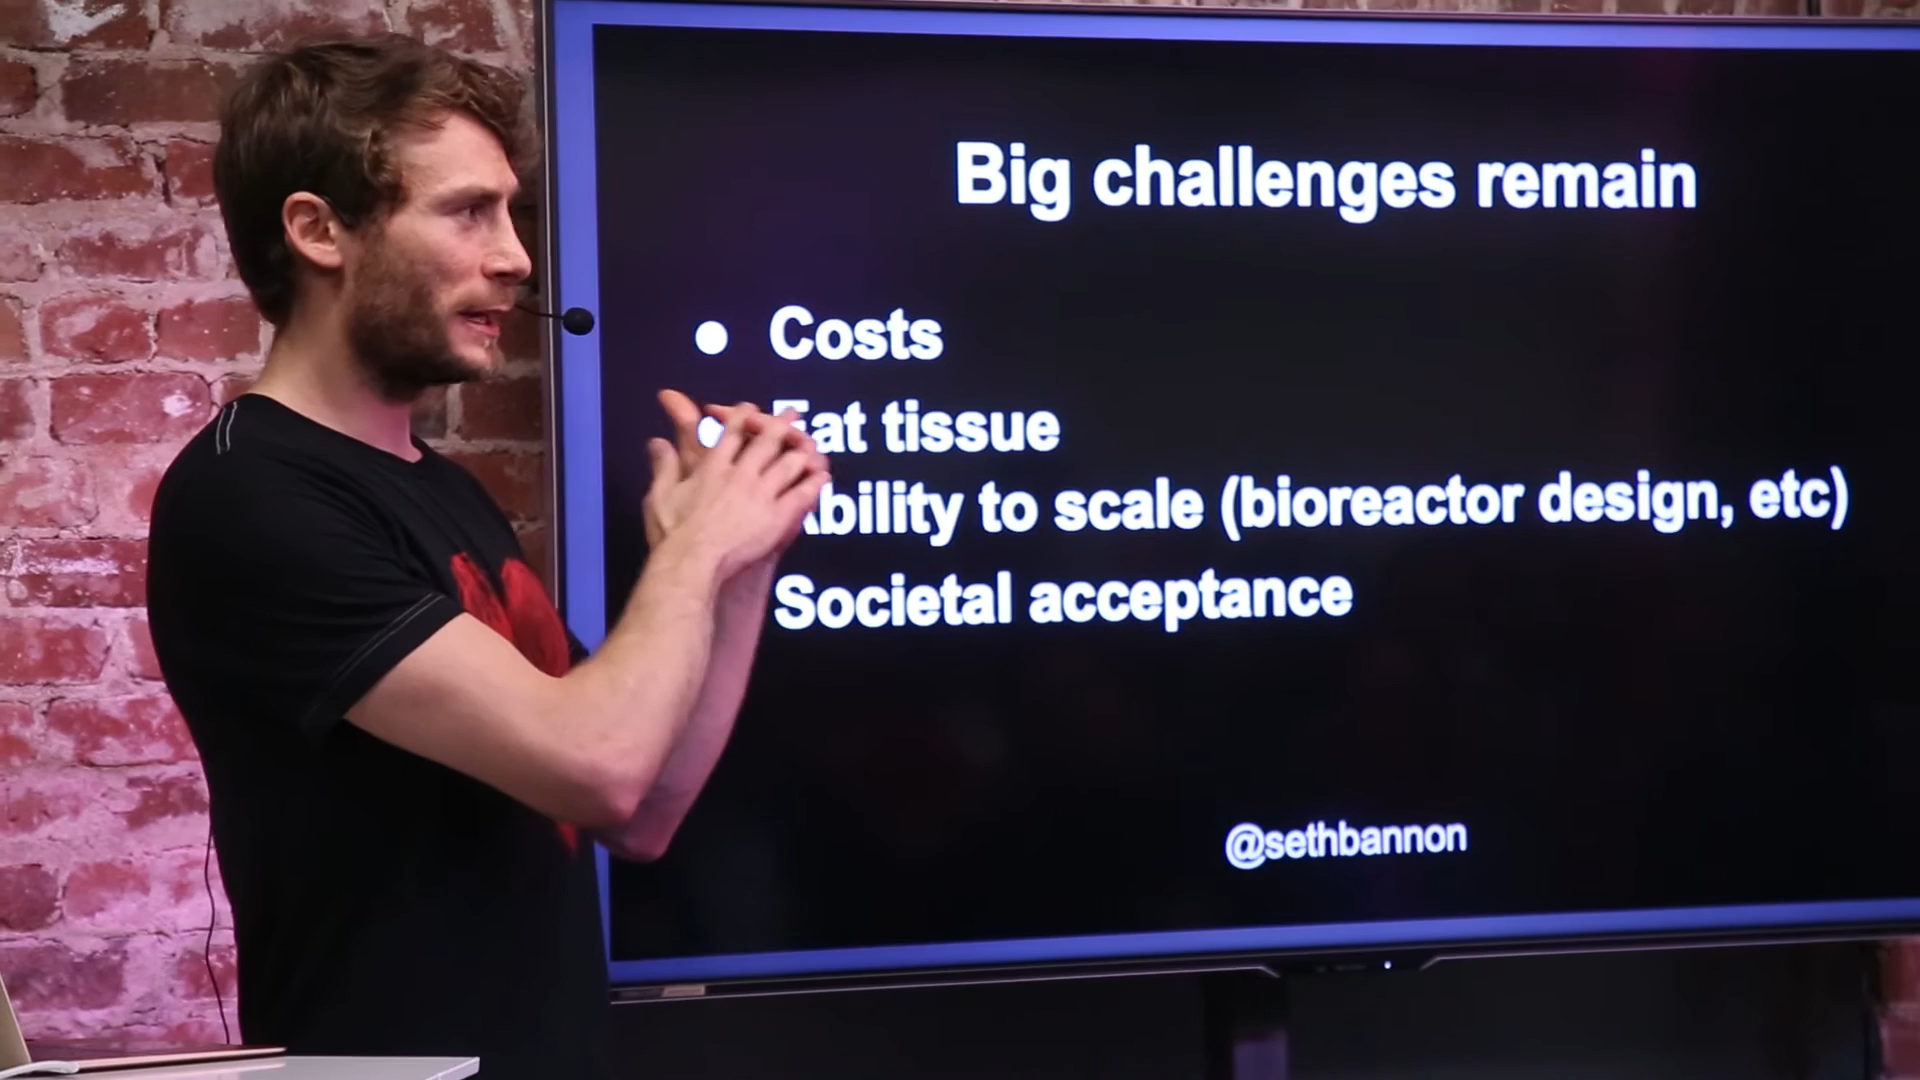 Big challenges remain
● Costs
● Fat tissue
Ability to scale (bioreactor design, etc)
Societal acceptance
@sethbannon